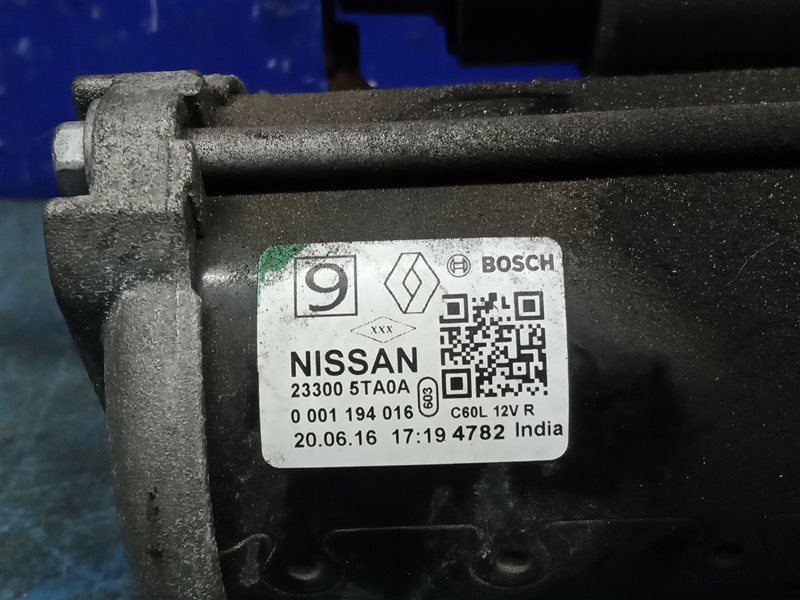 9
BOSCH
xxx
NISSAN
23300 5TA0A
603
0 001 194 016
C60L 12V R
20.06.16 17:19 4782 India